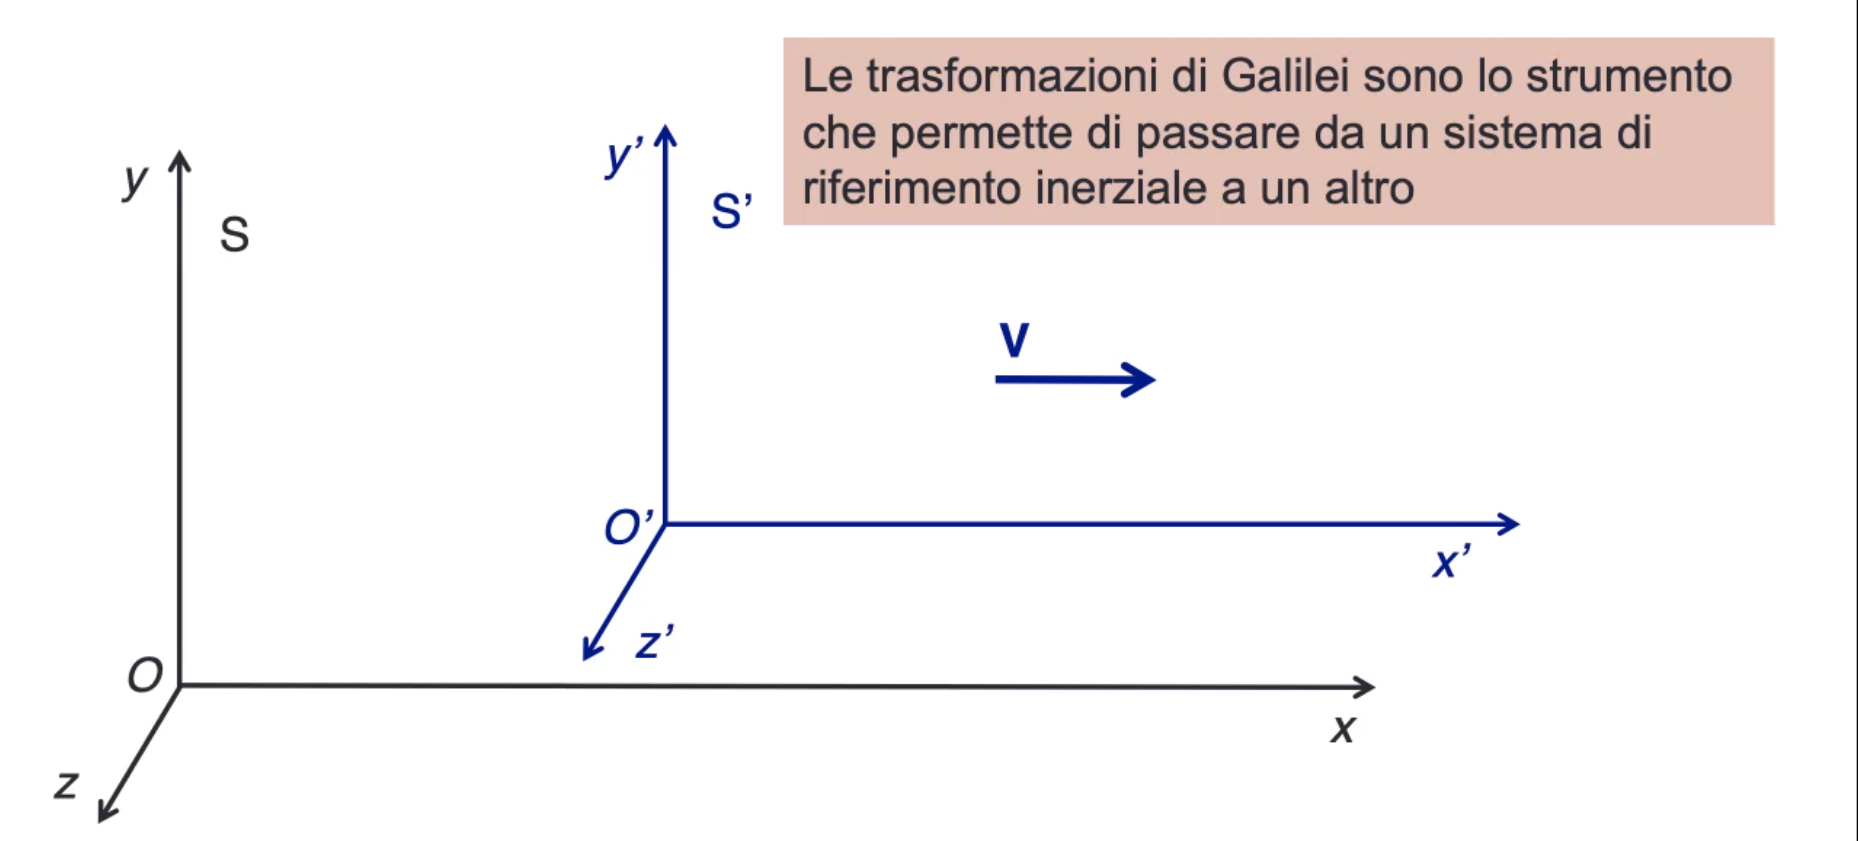 Le trasformazioni di Galilei sono lo strumento
che permette di passare da un sistema di
riferimento inerziale a un altro
y
S
y’
S’
v
O’
x’
z’
O
x
z